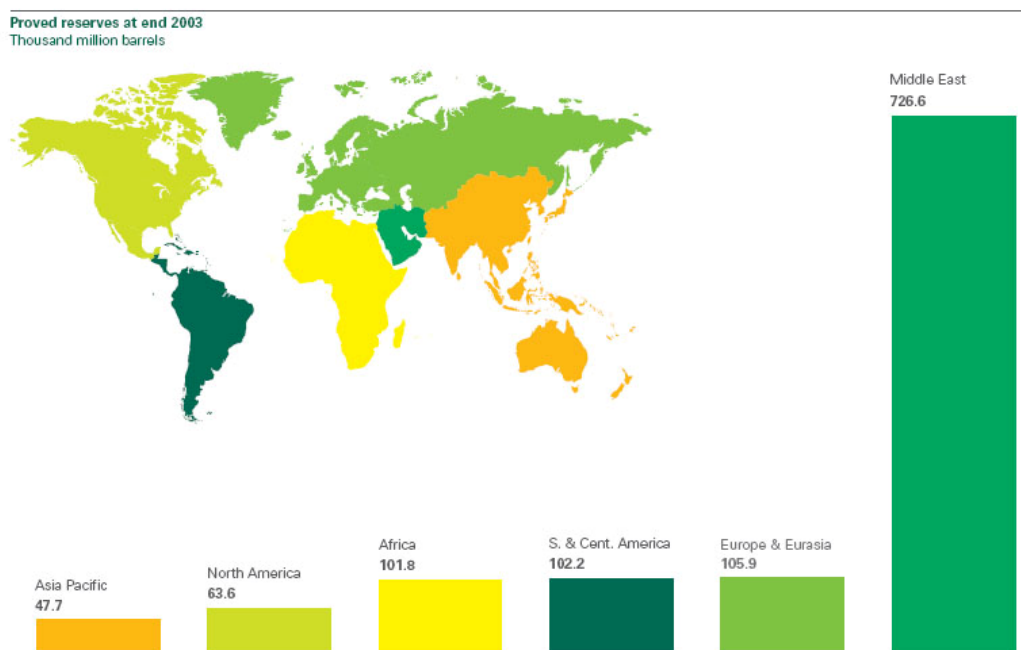 Proved reserves at end 2003
Thousand million barrels
Middle East
726.6
Asia Pacific
47.7
North America
63.6
Africa
101.8
S. & Cent. America
102.2
Europe & Eurasia
105.9